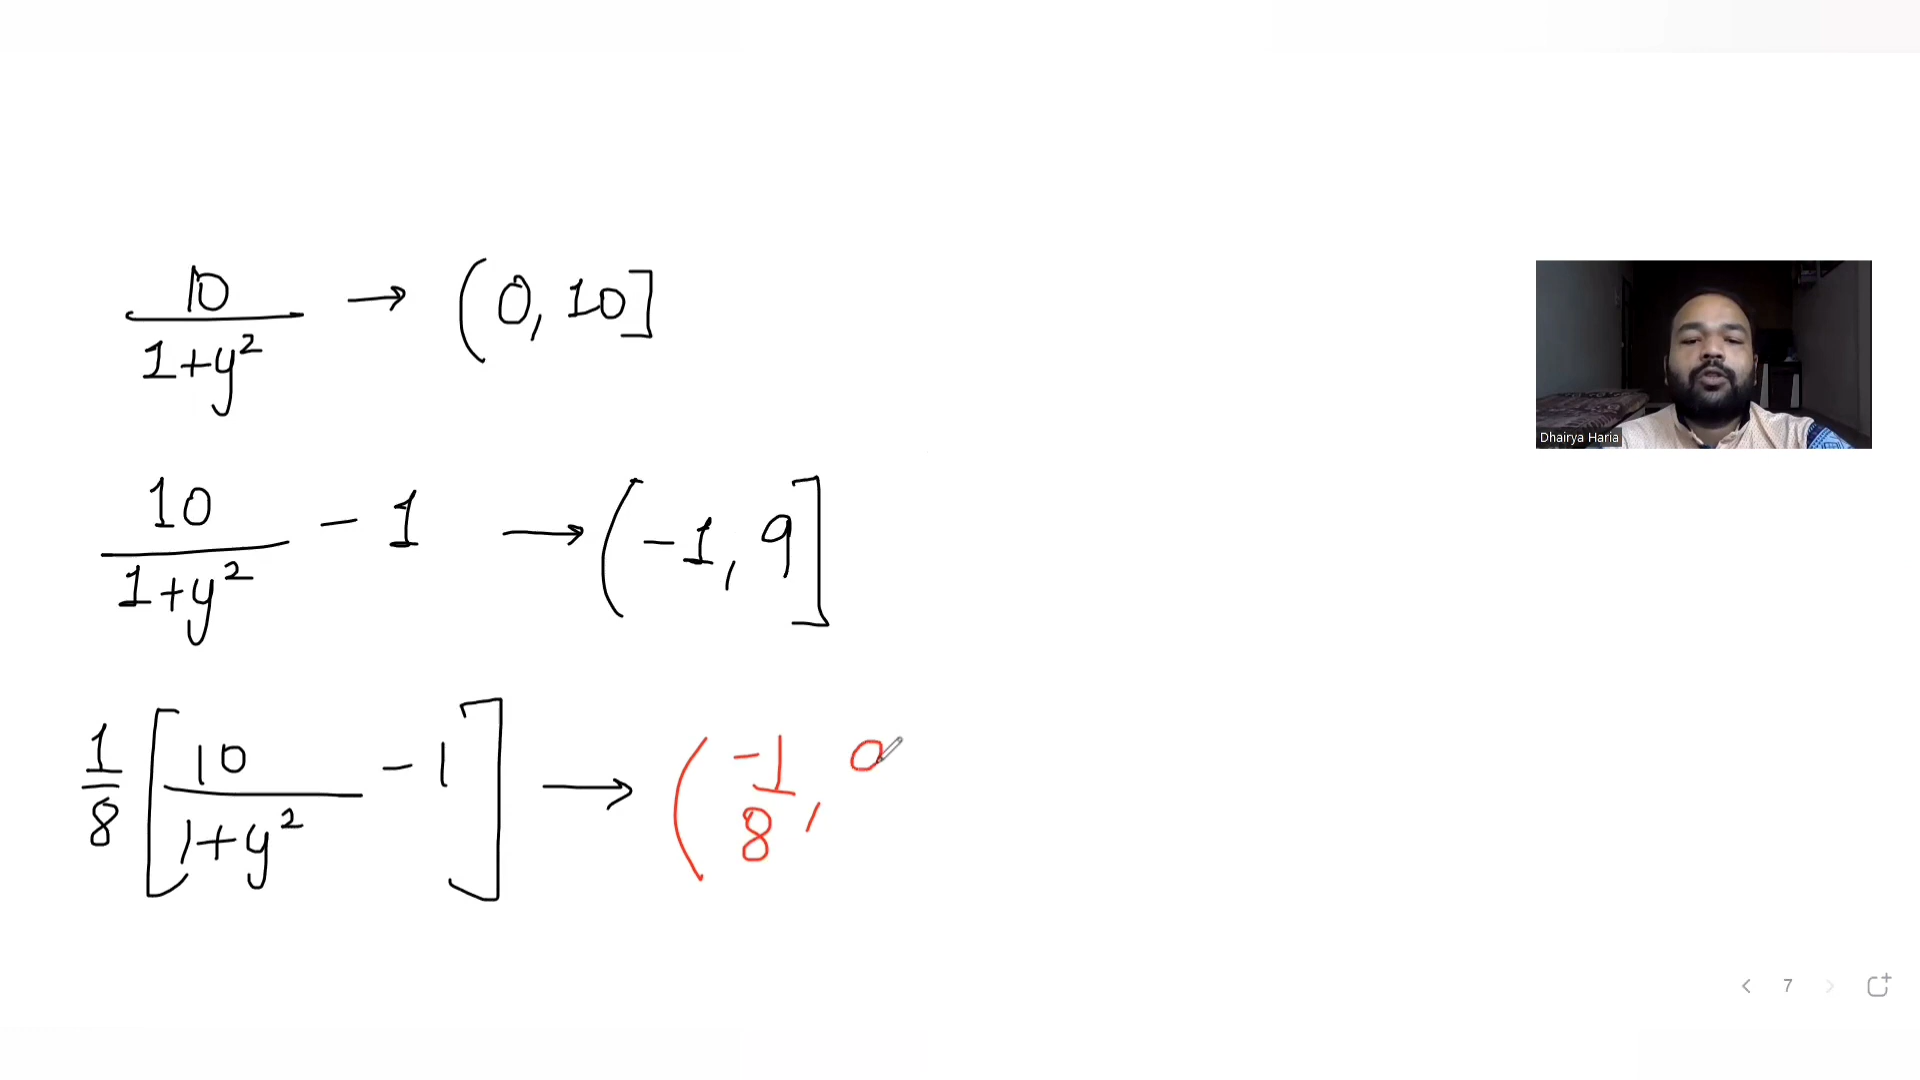 10/(1+y²) → (0, 10]
10/(1+y²) - 1 → (-1, 9]
1/8 [10/(1+y²) - 1] → (-1/8,
Dhairya Haria
< 7 >